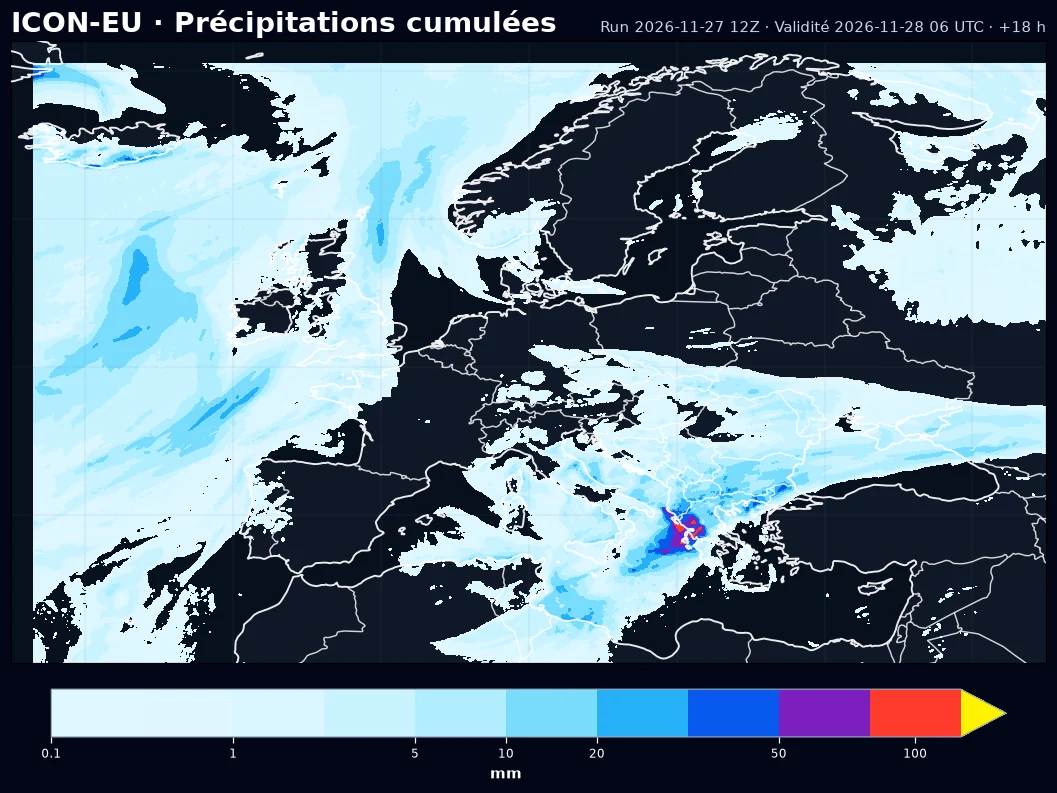 ICON-EU · Précipitations cumulées
Run 2026-11-27 12Z · Validité 2026-11-28 06 UTC · +18 h
0.1 1 5 10 20 50 100
mm